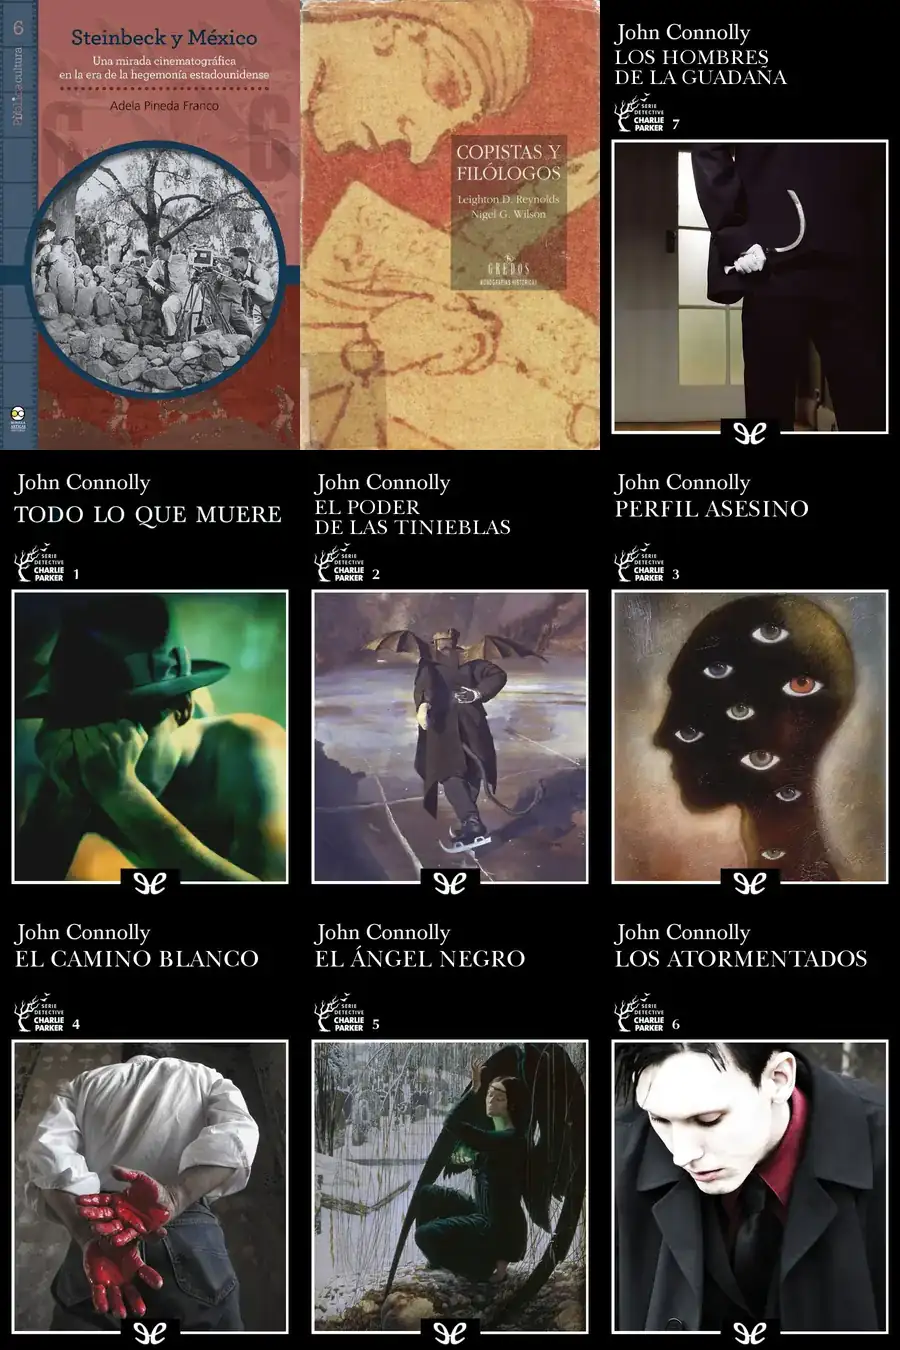 6
Pública cultura
Steinbeck y México
Una mirada cinematográfica
en la era de la hegemonía estadounidense
Adela Pineda Franco
COPISTAS Y
FILÓLOGOS
Leighton D. Reynolds
Nigel G. Wilson
GREDOS
MONOGRAFÍAS HISTÓRICAS
John Connolly
LOS HOMBRES
DE LA GUADAÑA
SERIE
DETECTIVE
CHARLIE
PARKER
7
John Connolly
TODO LO QUE MUERE
SERIE
DETECTIVE
CHARLIE
PARKER
1
John Connolly
EL PODER
DE LAS TINIEBLAS
SERIE
DETECTIVE
CHARLIE
PARKER
2
John Connolly
PERFIL ASESINO
SERIE
DETECTIVE
CHARLIE
PARKER
3
John Connolly
EL CAMINO BLANCO
SERIE
DETECTIVE
CHARLIE
PARKER
4
John Connolly
EL ÁNGEL NEGRO
SERIE
DETECTIVE
CHARLIE
PARKER
5
John Connolly
LOS ATORMENTADOS
SERIE
DETECTIVE
CHARLIE
PARKER
6